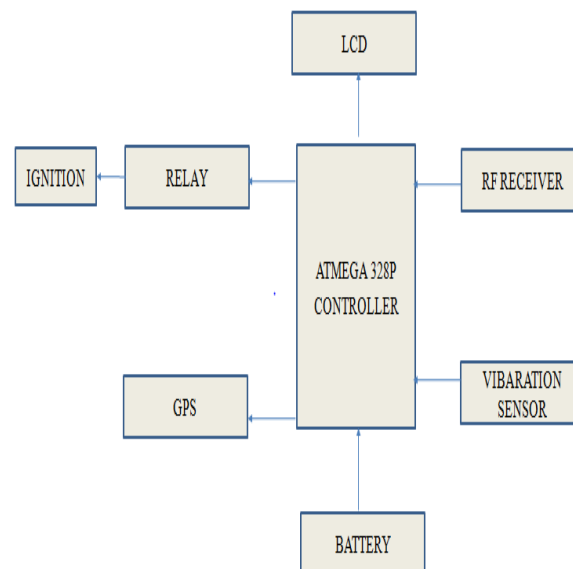 LCD
IGNITION
RELAY
RF RECEIVER
ATMEGA 328P
CONTROLLER
GPS
VIBARATION
SENSOR
BATTERY